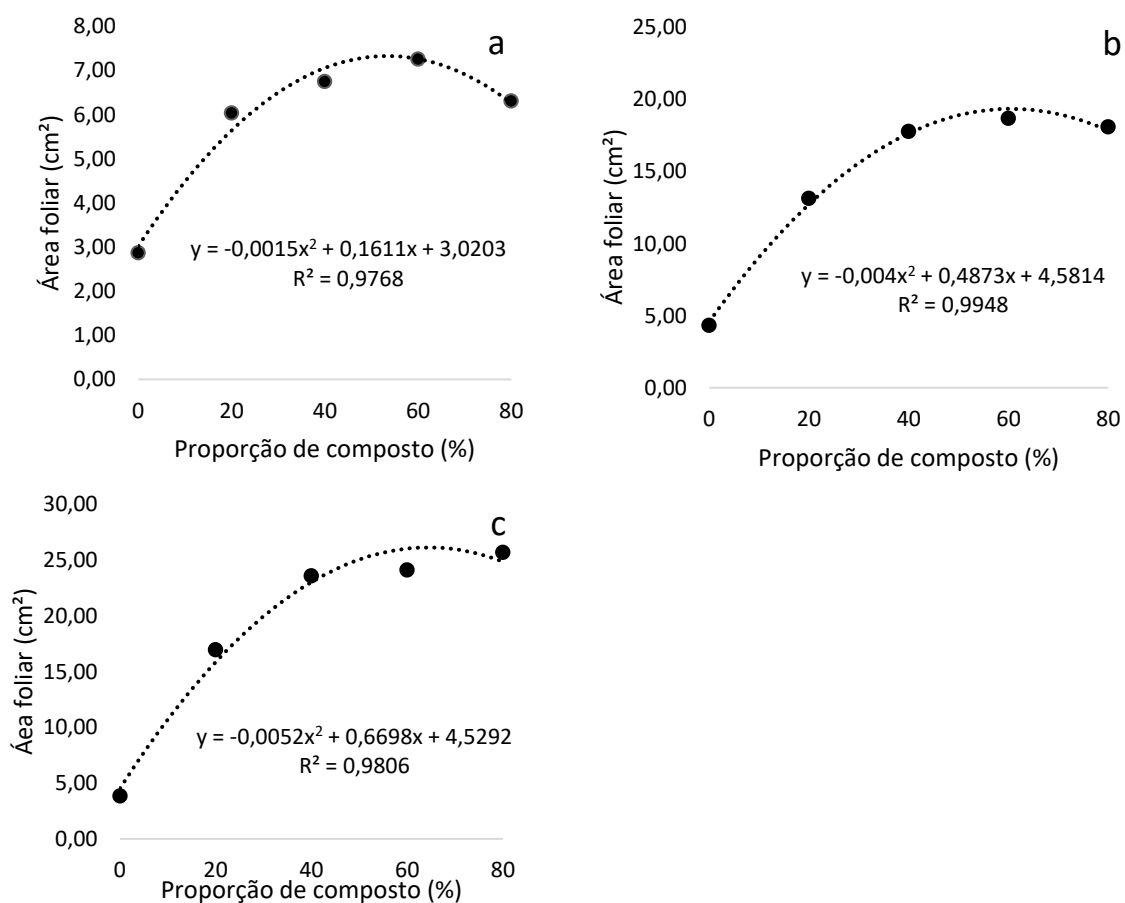 a
8,00
7,00
6,00
5,00
4,00
3,00
2,00
1,00
0,00
Área foliar (cm²)
y = -0,0015x² + 0,1611x + 3,0203
R² = 0,9768
0 20 40 60 80
Proporção de composto (%)
b
25,00
20,00
15,00
10,00
5,00
0,00
Área foliar (cm²)
y = -0,004x² + 0,4873x + 4,5814
R² = 0,9948
0 20 40 60 80
Proporção de composto (%)
c
30,00
25,00
20,00
15,00
10,00
5,00
0,00
Áea foliar (cm²)
y = -0,0052x² + 0,6698x + 4,5292
R² = 0,9806
0 20 40 60 80
Proporção de composto (%)